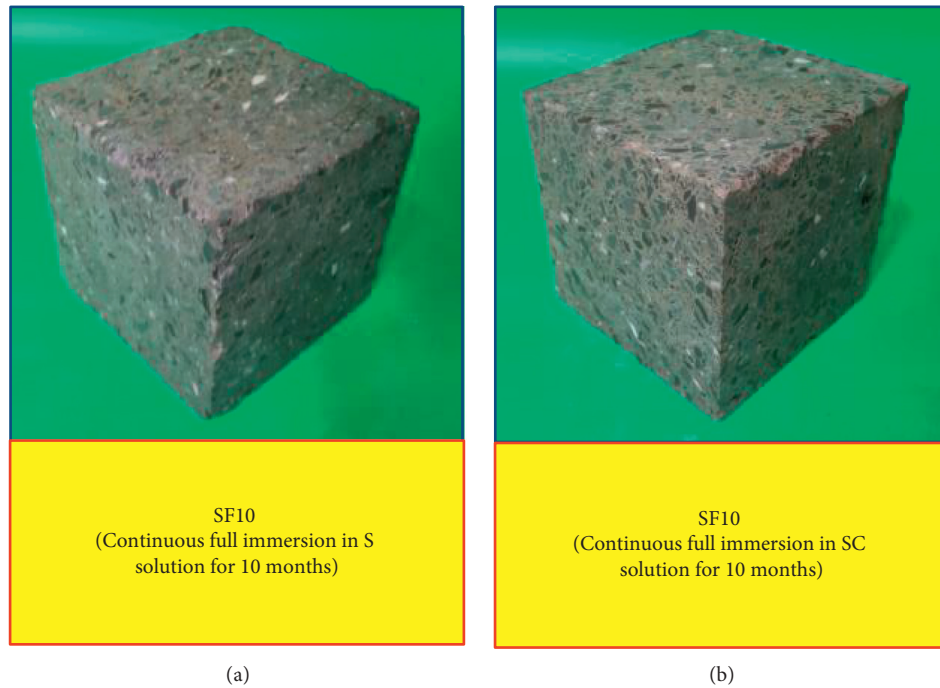 SF10
(Continuous full immersion in S
solution for 10 months)
SF10
(Continuous full immersion in SC
solution for 10 months)
(a)
(b)